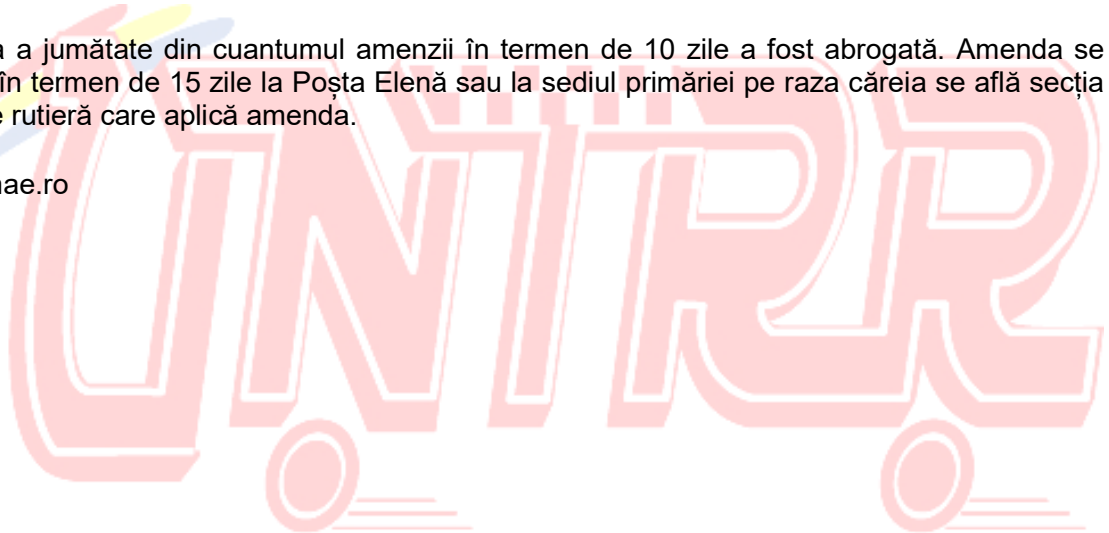 a jumătate din cuantumul amenzii în termen de 10 zile a fost abrogată. Amenda se
în termen de 15 zile la Poșta Elenă sau la sediul primăriei pe raza căreia se află secția
rutieră care aplică amenda.
ae.ro
UNTRR